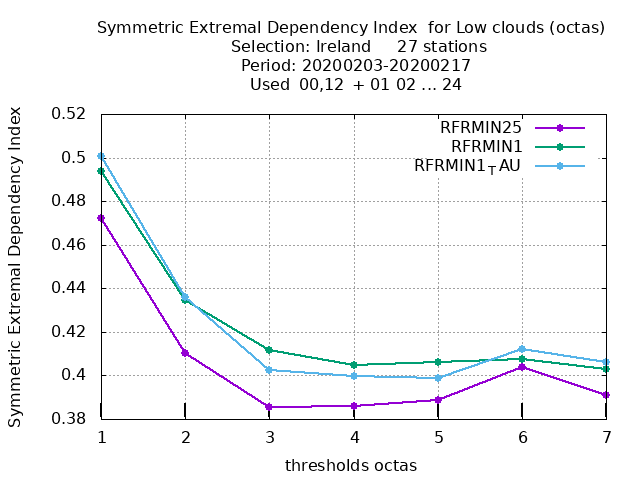 Symmetric Extremal Dependency Index  for Low clouds (octas)
Selection: Ireland     27 stations
Period: 20200203-20200217
Used  00,12  + 01 02 ... 24
Symmetric Extremal Dependency Index
0.52
0.5
0.48
0.46
0.44
0.42
0.4
0.38
RFRMIN25
RFRMIN1
RFRMIN1TAU
1 2 3 4 5 6 7
thresholds octas